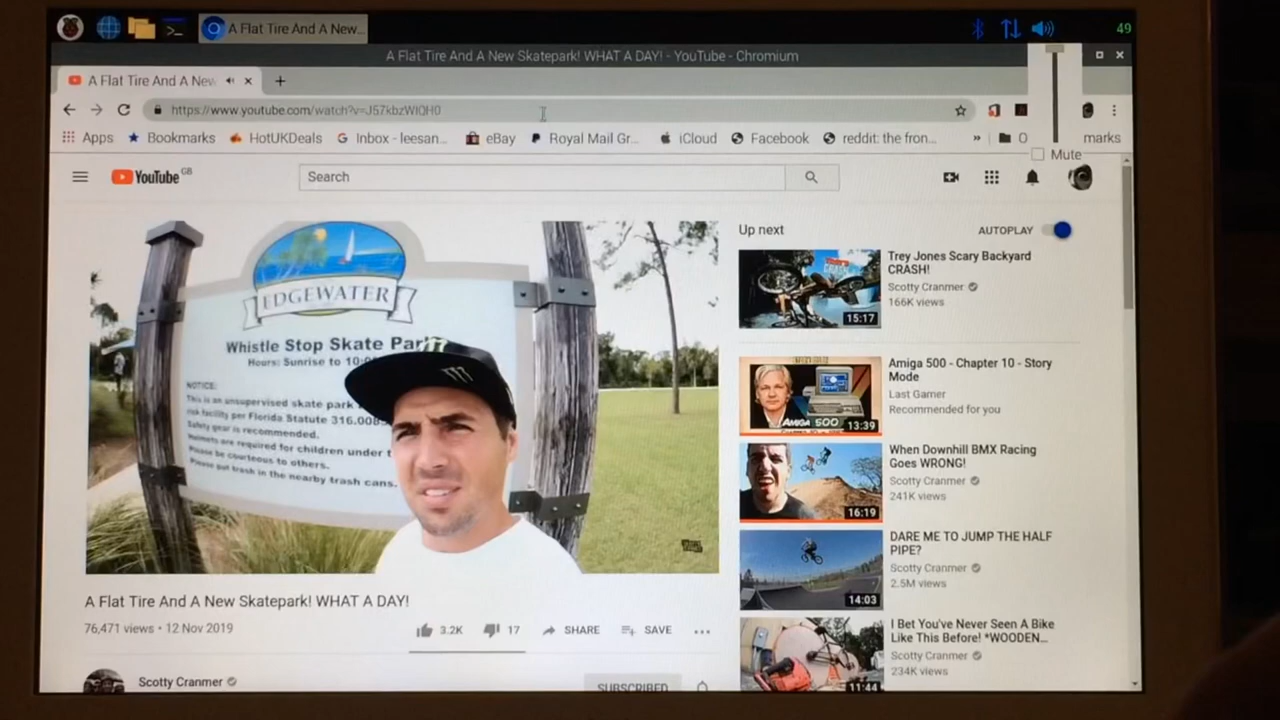 A Flat Tire And A New...
49
A Flat Tire And A New Skatepark! WHAT A DAY! - YouTube - Chromium
A Flat Tire And A New
https://www.youtube.com/watch?v=J57kbzWIQH0
Apps
Bookmarks
HotUKDeals
Inbox - leesan...
eBay
Royal Mail Gr...
iCloud
Facebook
reddit: the fron...
»
O
marks
Mute
YouTube GB
Search
EDGEWATER
Whistle Stop Skate Par
Hours: Sunrise to 10:
NOTICE:
This is an unsupervised skate park
risk facility per Florida Statute 316.008
Safety gear is recommended.
Helmets are required for children under
Please be courteous to others.
Please put trash in the nearby trash cans.
A Flat Tire And A New Skatepark! WHAT A DAY!
76,471 views • 12 Nov 2019
3.2K
17
SHARE
SAVE
Scotty Cranmer
SUBSCRIBED
Up next
AUTOPLAY
Trey Jones Scary Backyard
CRASH!
Scotty Cranmer
166K views
15:17
Amiga 500 - Chapter 10 - Story
Mode
Last Gamer
Recommended for you
AMIGA 500
13:39
When Downhill BMX Racing
Goes WRONG!
Scotty Cranmer
241K views
16:19
DARE ME TO JUMP THE HALF
PIPE?
Scotty Cranmer
2.5M views
14:03
I Bet You've Never Seen A Bike
Like This Before! *WOODEN...
Scotty Cranmer
234K views
11:44